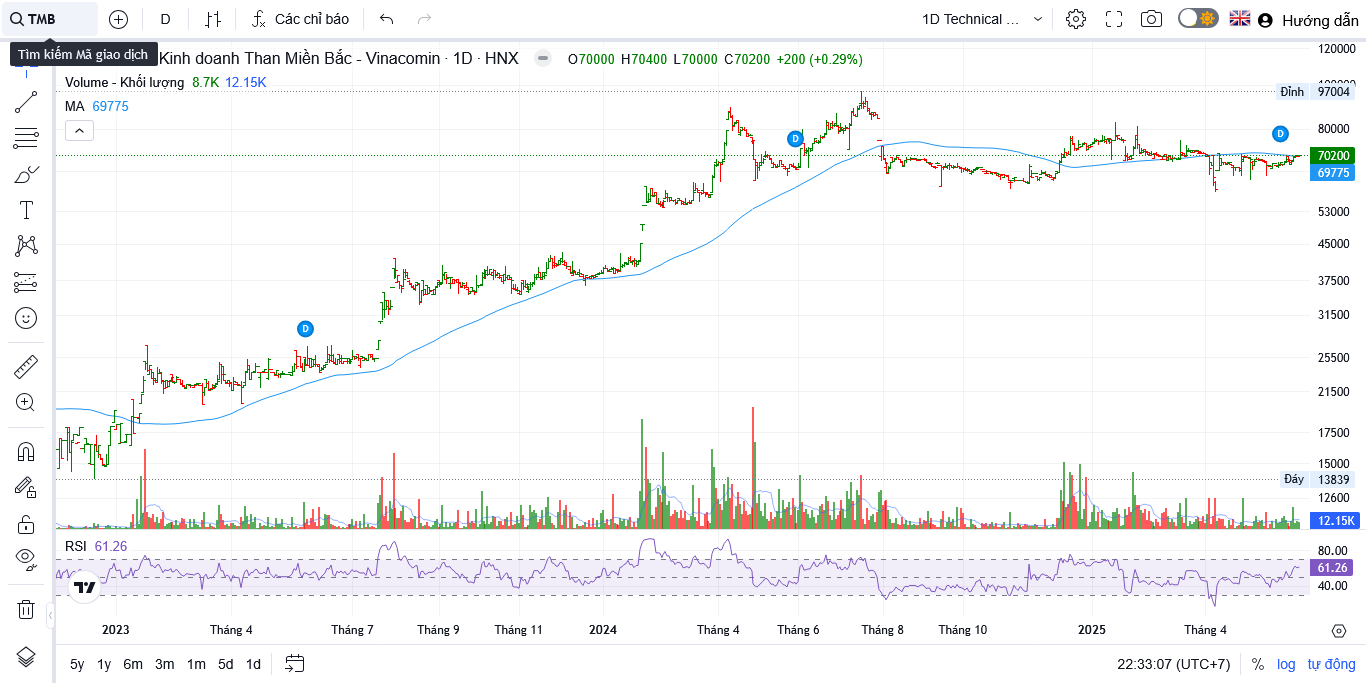 TMB
D
Các chỉ báo
1D Technical ...
Hướng dẫn
Tìm kiếm Mã giao dịch
Kinh doanh Than Miền Bắc - Vinacomin · 1D · HNX
O70000 H70400 L70000 C70200 +200 (+0.29%)
Volume - Khối lượng 8.7K 12.15K
MA 69775
120000
Đỉnh 97004
80000
D
D
70200
69775
53000
45000
37500
D
31500
25500
21500
17500
15000
Đáy 13839
12600
12.15K
RSI 61.26
80.00
61.26
40.00
2023 Tháng 4 Tháng 7 Tháng 9 Tháng 11 2024 Tháng 4 Tháng 6 Tháng 8 Tháng 10 2025 Tháng 4
5y 1y 6m 3m 1m 5d 1d
22:33:07 (UTC+7) % log tự động